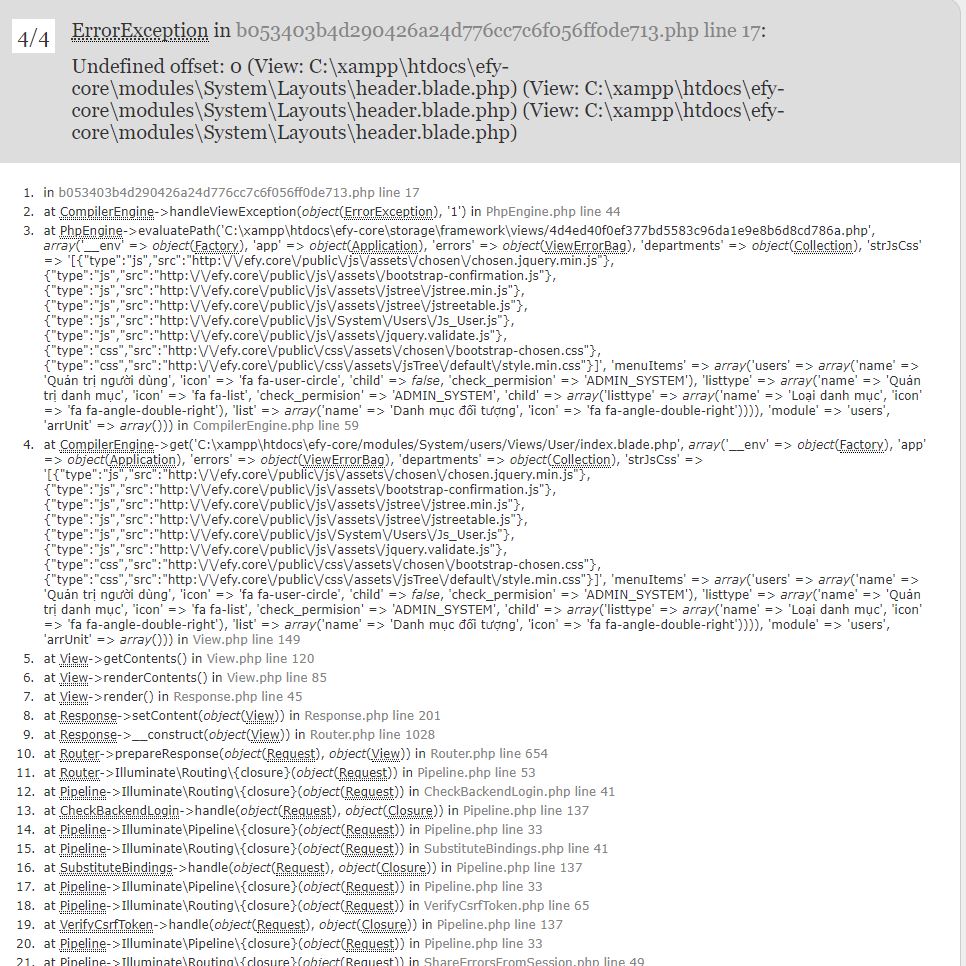 4/4
ErrorException in b053403b4d290426a24d776cc7c6f056ff0de713.php line 17:
Undefined offset: 0 (View: C:\xampp\htdocs\efy-
core\modules\System\Layouts\header.blade.php) (View: C:\xampp\htdocs\efy-
core\modules\System\Layouts\header.blade.php) (View: C:\xampp\htdocs\efy-
core\modules\System\Layouts\header.blade.php)
1. in b053403b4d290426a24d776cc7c6f056ff0de713.php line 17
2. at CompilerEngine->handleViewException(object(ErrorException), '1') in PhpEngine.php line 44
3. at PhpEngine->evaluatePath('C:\xampp\htdocs\efy-core\storage\framework\views/4d4ed40f0ef377bd5583c96da1e9e8b6d8cd786a.php',
array('__env' => object(Factory), 'app' => object(Application), 'errors' => object(ViewErrorBag), 'departments' => object(Collection), 'strJsCss'
=> '[{"type":"js","src":"http:\/\/efy.core\/public\/js\/assets\/chosen\/chosen.jquery.min.js"},
{"type":"js","src":"http:\/\/efy.core\/public\/js\/assets\/bootstrap-confirmation.js"},
{"type":"js","src":"http:\/\/efy.core\/public\/js\/assets\/jstree\/jstree.min.js"},
{"type":"js","src":"http:\/\/efy.core\/public\/js\/assets\/jstree\/jstreetable.js"},
{"type":"js","src":"http:\/\/efy.core\/public\/js\/System\/Users\/Js_User.js"},
{"type":"js","src":"http:\/\/efy.core\/public\/js\/assets\/jquery.validate.js"},
{"type":"css","src":"http:\/\/efy.core\/public\/css\/assets\/chosen\/bootstrap-chosen.css"},
{"type":"css","src":"http:\/\/efy.core\/public\/css\/assets\/jsTree\/default\/style.min.css"}]', 'menuItems' => array('users' => array('name' =>
'Quản trị người dùng', 'icon' => 'fa fa-user-circle', 'child' => false, 'check_permision' => 'ADMIN_SYSTEM'), 'listtype' => array('name' => 'Quản
trị danh mục', 'icon' => 'fa fa-list', 'check_permision' => 'ADMIN_SYSTEM', 'child' => array('listtype' => array('name' => 'Loại danh mục', 'icon'
=> 'fa fa-angle-double-right'), 'list' => array('name' => 'Danh mục đối tượng', 'icon' => 'fa fa-angle-double-right')))), 'module' => 'users',
'arrUnit' => array())) in CompilerEngine.php line 59
4. at CompilerEngine->get('C:\xampp\htdocs\efy-core/modules/System/users/Views/User/index.blade.php', array('__env' => object(Factory), 'app'
=> object(Application), 'errors' => object(ViewErrorBag), 'departments' => object(Collection), 'strJsCss' =>
'[{"type":"js","src":"http:\/\/efy.core\/public\/js\/assets\/chosen\/chosen.jquery.min.js"},
{"type":"js","src":"http:\/\/efy.core\/public\/js\/assets\/bootstrap-confirmation.js"},
{"type":"js","src":"http:\/\/efy.core\/public\/js\/assets\/jstree\/jstree.min.js"},
{"type":"js","src":"http:\/\/efy.core\/public\/js\/assets\/jstree\/jstreetable.js"},
{"type":"js","src":"http:\/\/efy.core\/public\/js\/System\/Users\/Js_User.js"},
{"type":"js","src":"http:\/\/efy.core\/public\/js\/assets\/jquery.validate.js"},
{"type":"css","src":"http:\/\/efy.core\/public\/css\/assets\/chosen\/bootstrap-chosen.css"},
{"type":"css","src":"http:\/\/efy.core\/public\/css\/assets\/jsTree\/default\/style.min.css"}]', 'menuItems' => array('users' => array('name' =>
'Quản trị người dùng', 'icon' => 'fa fa-user-circle', 'child' => false, 'check_permision' => 'ADMIN_SYSTEM'), 'listtype' => array('name' => 'Quản
trị danh mục', 'icon' => 'fa fa-list', 'check_permision' => 'ADMIN_SYSTEM', 'child' => array('listtype' => array('name' => 'Loại danh mục', 'icon'
=> 'fa fa-angle-double-right'), 'list' => array('name' => 'Danh mục đối tượng', 'icon' => 'fa fa-angle-double-right')))), 'module' => 'users',
'arrUnit' => array())) in View.php line 149
5. at View->getContents() in View.php line 120
6. at View->renderContents() in View.php line 85
7. at View->render() in Response.php line 45
8. at Response->setContent(object(View)) in Response.php line 201
9. at Response->__construct(object(View)) in Router.php line 1028
10. at Router->prepareResponse(object(Request), object(View)) in Router.php line 654
11. at Router->Illuminate\Routing\{closure}(object(Request)) in Pipeline.php line 53
12. at Pipeline->Illuminate\Routing\{closure}(object(Request)) in CheckBackendLogin.php line 41
13. at CheckBackendLogin->handle(object(Request), object(Closure)) in Pipeline.php line 137
14. at Pipeline->Illuminate\Pipeline\{closure}(object(Request)) in Pipeline.php line 33
15. at Pipeline->Illuminate\Routing\{closure}(object(Request)) in SubstituteBindings.php line 41
16. at SubstituteBindings->handle(object(Request), object(Closure)) in Pipeline.php line 137
17. at Pipeline->Illuminate\Pipeline\{closure}(object(Request)) in Pipeline.php line 33
18. at Pipeline->Illuminate\Routing\{closure}(object(Request)) in VerifyCsrfToken.php line 65
19. at VerifyCsrfToken->handle(object(Request), object(Closure)) in Pipeline.php line 137
20. at Pipeline->Illuminate\Pipeline\{closure}(object(Request)) in Pipeline.php line 33
21. at Pipeline->Illuminate\Routing\{closure}(object(Request)) in ShareErrorsFromSession.php line 49